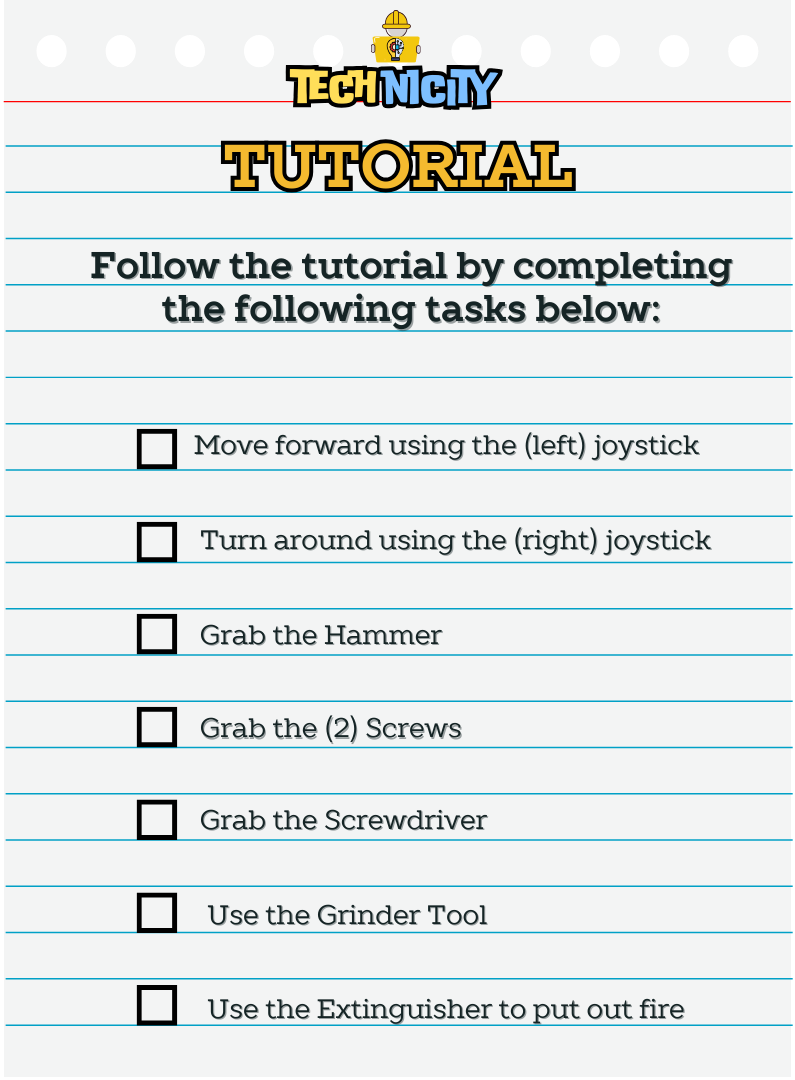 TECHNICITY
TUTORIAL
Follow the tutorial by completing
the following tasks below:
Move forward using the (left) joystick
Turn around using the (right) joystick
Grab the Hammer
Grab the (2) Screws
Grab the Screwdriver
Use the Grinder Tool
Use the Extinguisher to put out fire